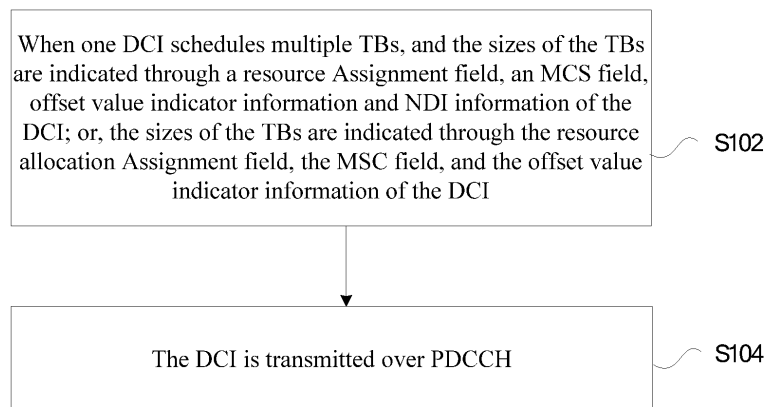 When one DCI schedules multiple TBs, and the sizes of the TBs
are indicated through a resource Assignment field, an MCS field,
offset value indicator information and NDI information of the
DCI; or, the sizes of the TBs are indicated through the resource
allocation Assignment field, the MSC field, and the offset value
indicator information of the DCI
S102
The DCI is transmitted over PDCCH
S104